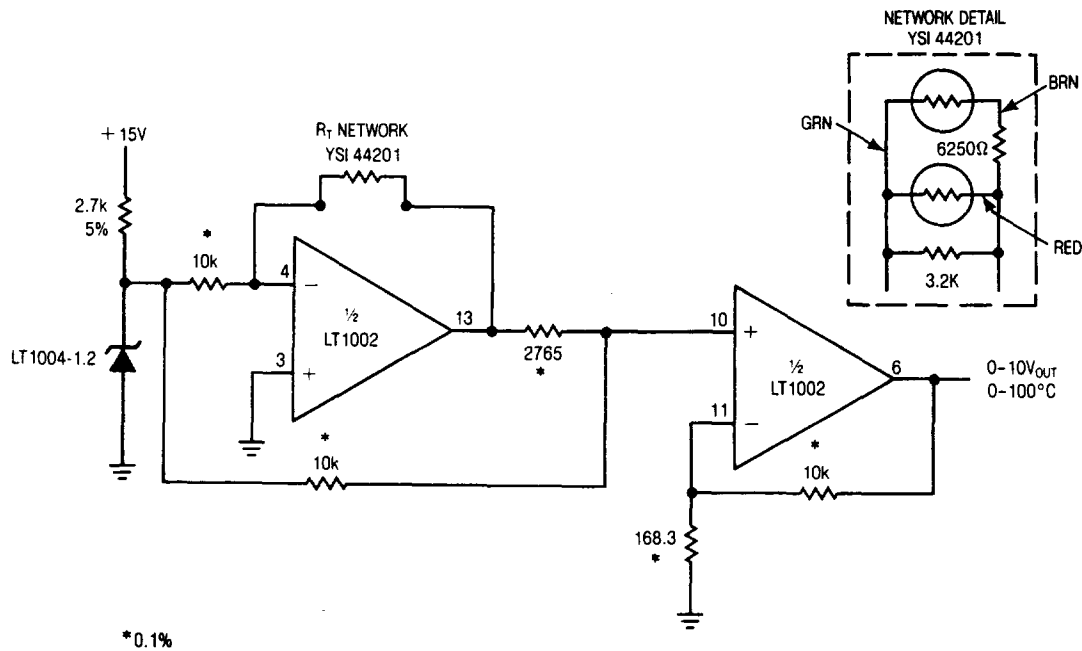 NETWORK DETAIL
YSI 44201
BRN
GRN
6250Ω
RED
3.2K
+15V
RT NETWORK
YSI 44201
2.7k
5%
*
10k
4
−
½
LT1002
13
3
+
LT1004-1.2
2765
*
*
10k
10
+
½
LT1002
6
11
−
0-10VOUT
0-100°C
*
10k
168.3
*
*0.1%